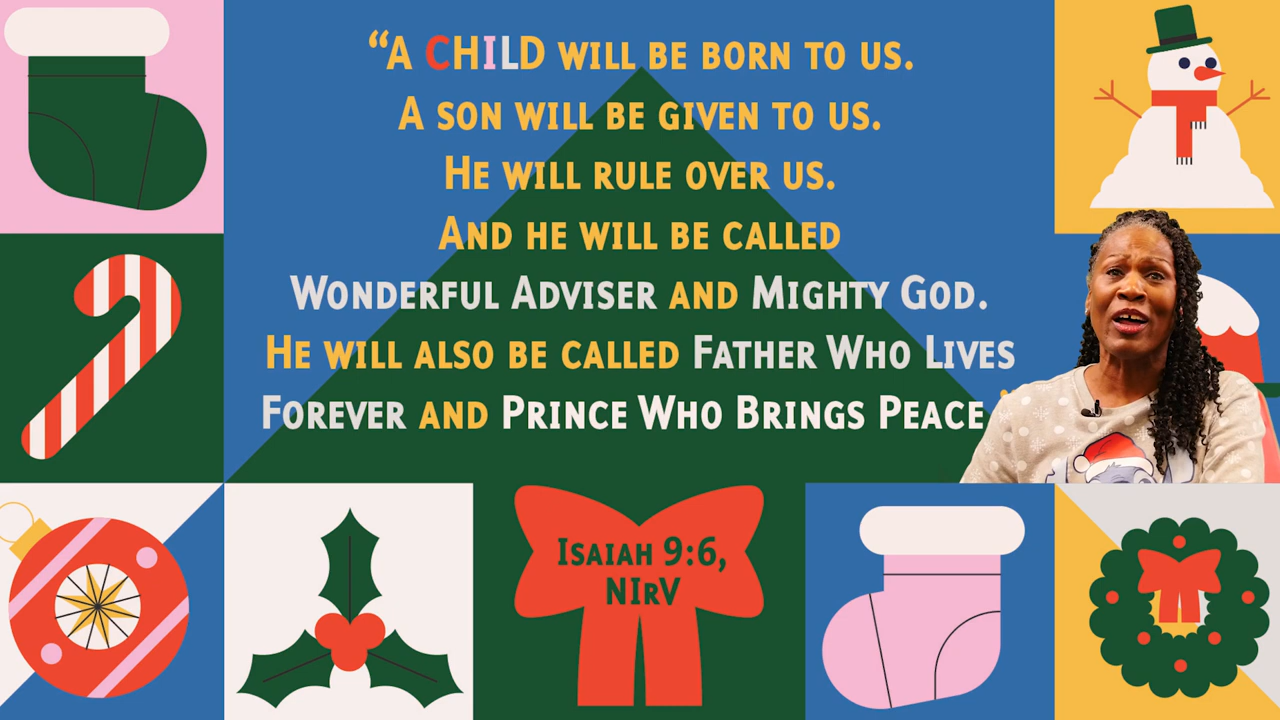 “A CHILD WILL BE BORN TO US.
A SON WILL BE GIVEN TO US.
HE WILL RULE OVER US.
AND HE WILL BE CALLED
WONDERFUL ADVISER AND MIGHTY GOD.
HE WILL ALSO BE CALLED FATHER WHO LIVES
FOREVER AND PRINCE WHO BRINGS PEACE.”
ISAIAH 9:6,
NIRV